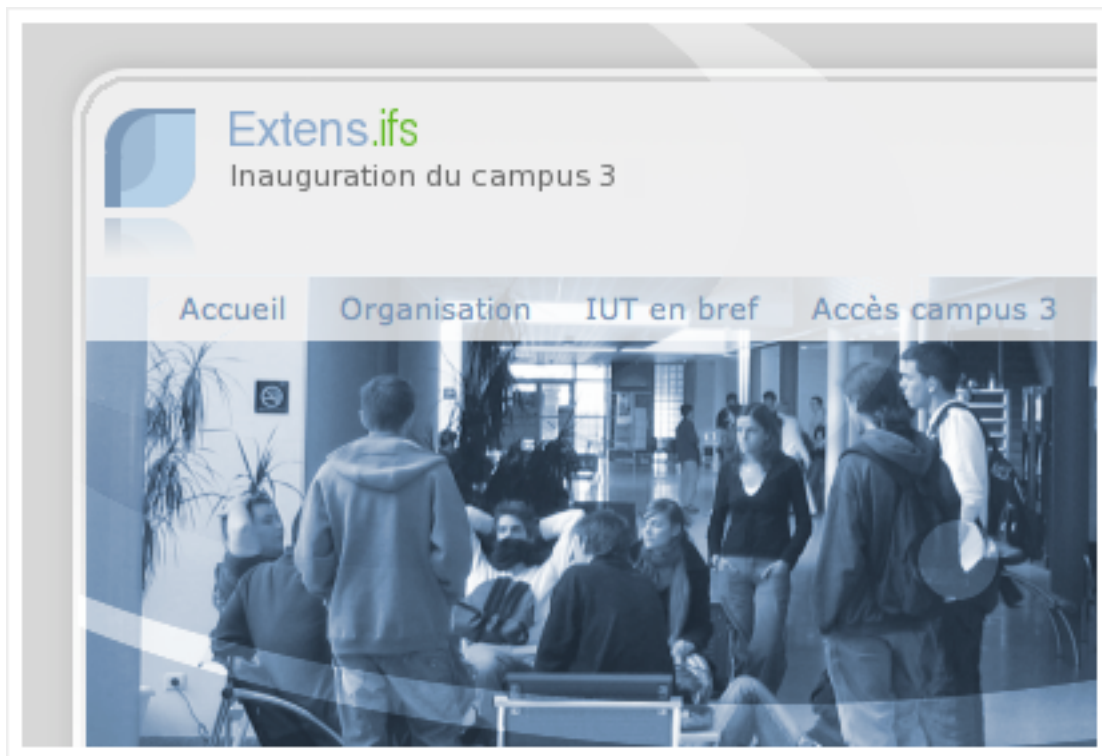 Extens.ifs
Inauguration du campus 3
Accueil Organisation IUT en bref Accès campus 3